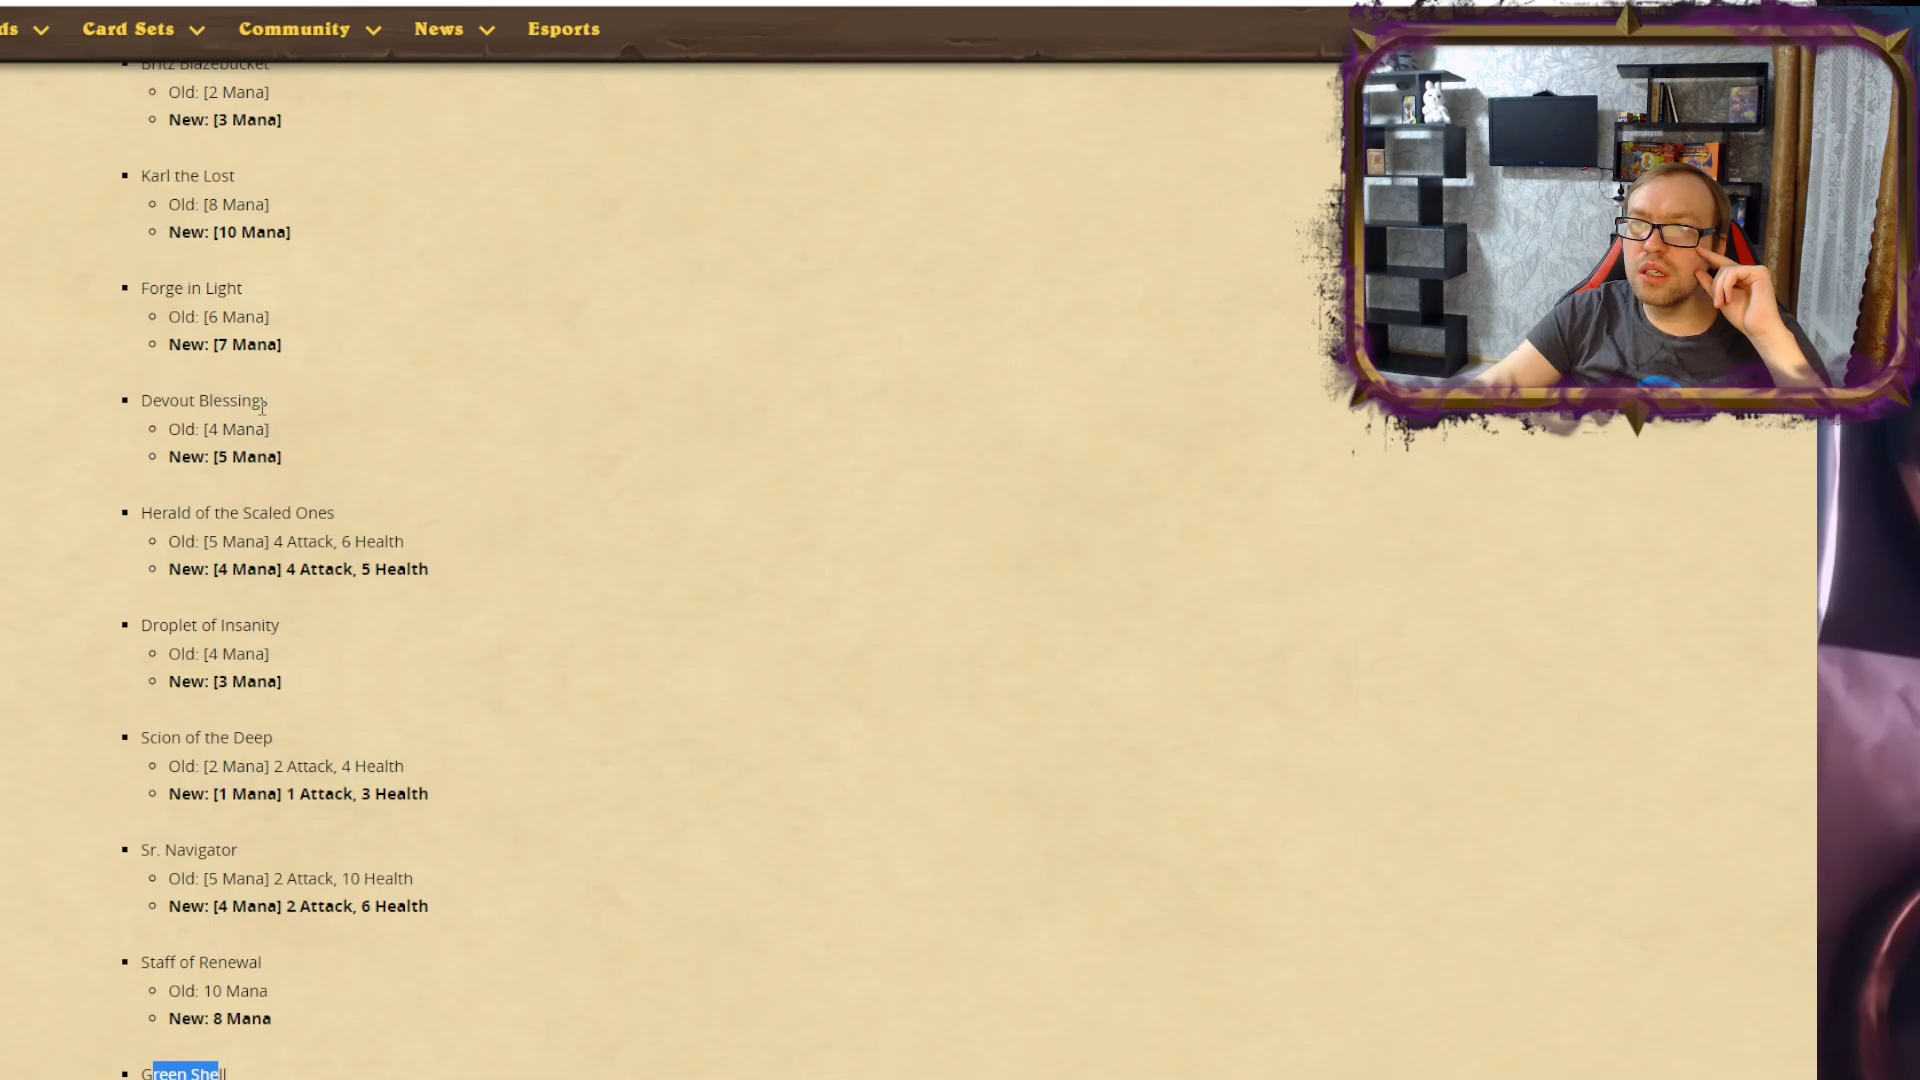 ds
Card Sets
Community
News
Esports
Britz Blazebucket
Old: [2 Mana]
New: [3 Mana]
Karl the Lost
Old: [8 Mana]
New: [10 Mana]
Forge in Light
Old: [6 Mana]
New: [7 Mana]
Devout Blessings
Old: [4 Mana]
New: [5 Mana]
Herald of the Scaled Ones
Old: [5 Mana] 4 Attack, 6 Health
New: [4 Mana] 4 Attack, 5 Health
Droplet of Insanity
Old: [4 Mana]
New: [3 Mana]
Scion of the Deep
Old: [2 Mana] 2 Attack, 4 Health
New: [1 Mana] 1 Attack, 3 Health
Sr. Navigator
Old: [5 Mana] 2 Attack, 10 Health
New: [4 Mana] 2 Attack, 6 Health
Staff of Renewal
Old: 10 Mana
New: 8 Mana
Green Shell